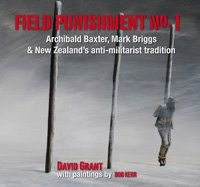 FIELD PUNISHMENT No. 1
Archibald Baxter, Mark Briggs
& New Zealand's anti-militarist tradition
DAVID GRANT
with paintings by BOB KERR